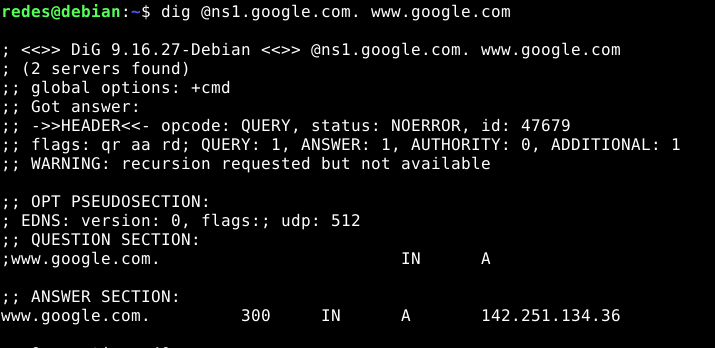 redes@debian:~$ dig @ns1.google.com. www.google.com
; <<>> DiG 9.16.27-Debian <<>> @ns1.google.com. www.google.com
; (2 servers found)
;; global options: +cmd
;; Got answer:
;; ->>HEADER<<- opcode: QUERY, status: NOERROR, id: 47679
;; flags: qr aa rd; QUERY: 1, ANSWER: 1, AUTHORITY: 0, ADDITIONAL: 1
;; WARNING: recursion requested but not available
;; OPT PSEUDOSECTION:
; EDNS: version: 0, flags:; udp: 512
;; QUESTION SECTION:
;www.google.com. IN A
;; ANSWER SECTION:
www.google.com. 300 IN A 142.251.134.36